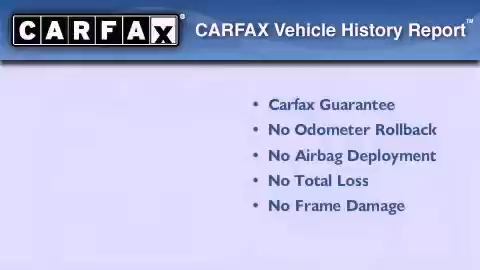 CARFAX® CARFAX Vehicle History Report™
• Carfax Guarantee
• No Odometer Rollback
• No Airbag Deployment
• No Total Loss
• No Frame Damage